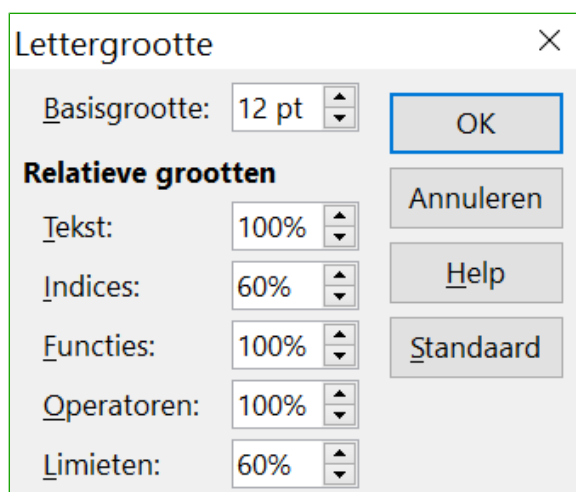 Lettergrootte
Basisgrootte: 12 pt
OK
Relatieve grootten
Annuleren
Tekst: 100%
Help
Indices: 60%
Functies: 100%
Standaard
Operatoren: 100%
Limieten: 60%